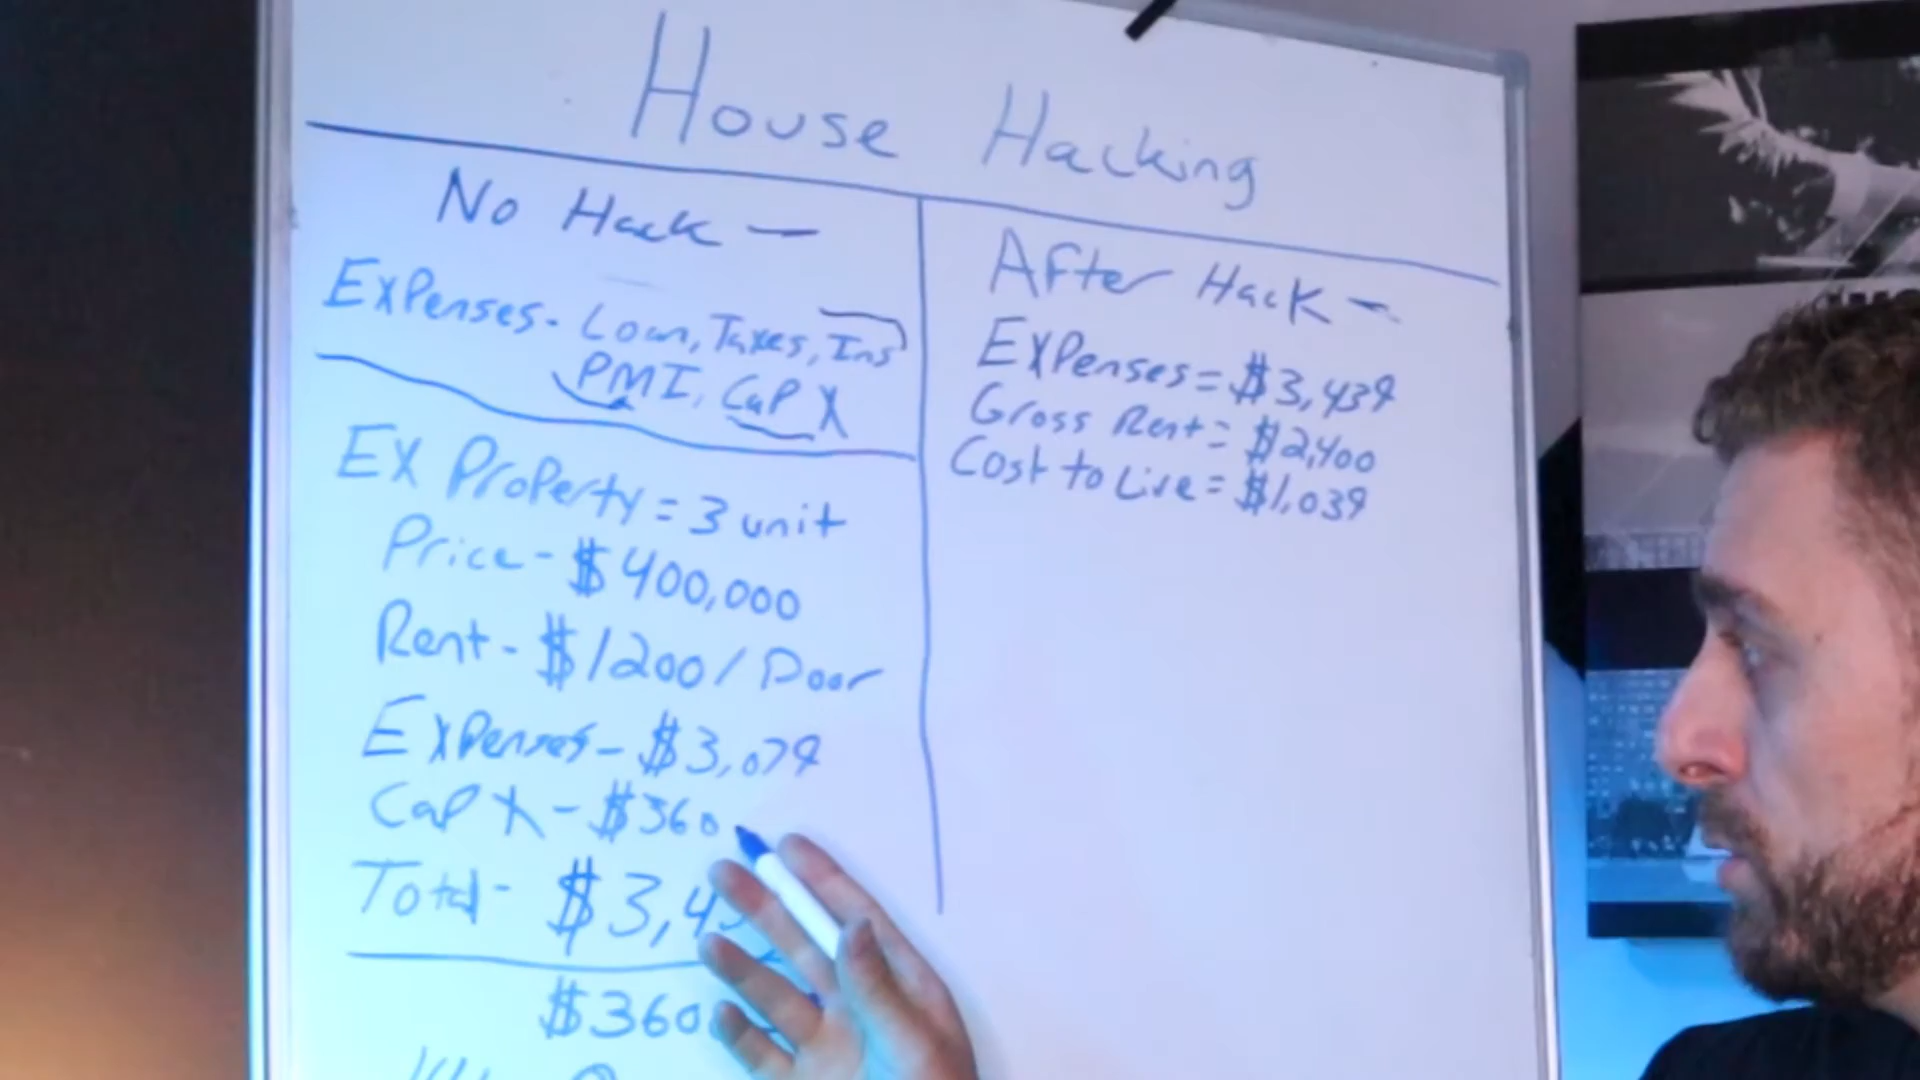 House Hacking
No Hack —
Expenses - Loan, Taxes, Ins
PMI, Cap X
Ex Property = 3 unit
Price - $400,000
Rent - $1200 / Door
Expenses - $3,079
Cap X - $360
Total - $3,43
$360
After Hack -
Expenses = $3,439
Gross Rent = $2,400
Cost to Live = $1,039